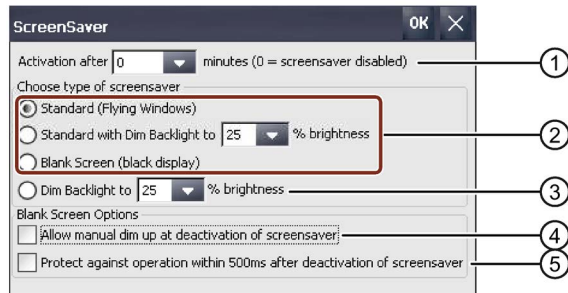 ScreenSaver OK
Activation after 0 minutes (0 = screensaver disabled) 1
Choose type of screensaver
Standard (Flying Windows)
Standard with Dim Backlight to 25 % brightness 2
Blank Screen (black display)
Dim Backlight to 25 % brightness 3
Blank Screen Options
Allow manual dim up at deactivation of screensaver 4
Protect against operation within 500ms after deactivation of screensaver 5